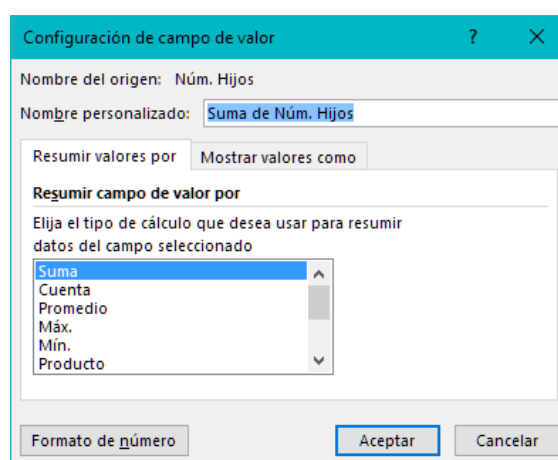 Configuración de campo de valor ? ×
Nombre del origen: Núm. Hijos
Nombre personalizado: Suma de Núm. Hijos
Resumir valores por Mostrar valores como
Resumir campo de valor por
Elija el tipo de cálculo que desea usar para resumir
datos del campo seleccionado
Suma
Cuenta
Promedio
Máx.
Mín.
Producto
Formato de número Aceptar Cancelar